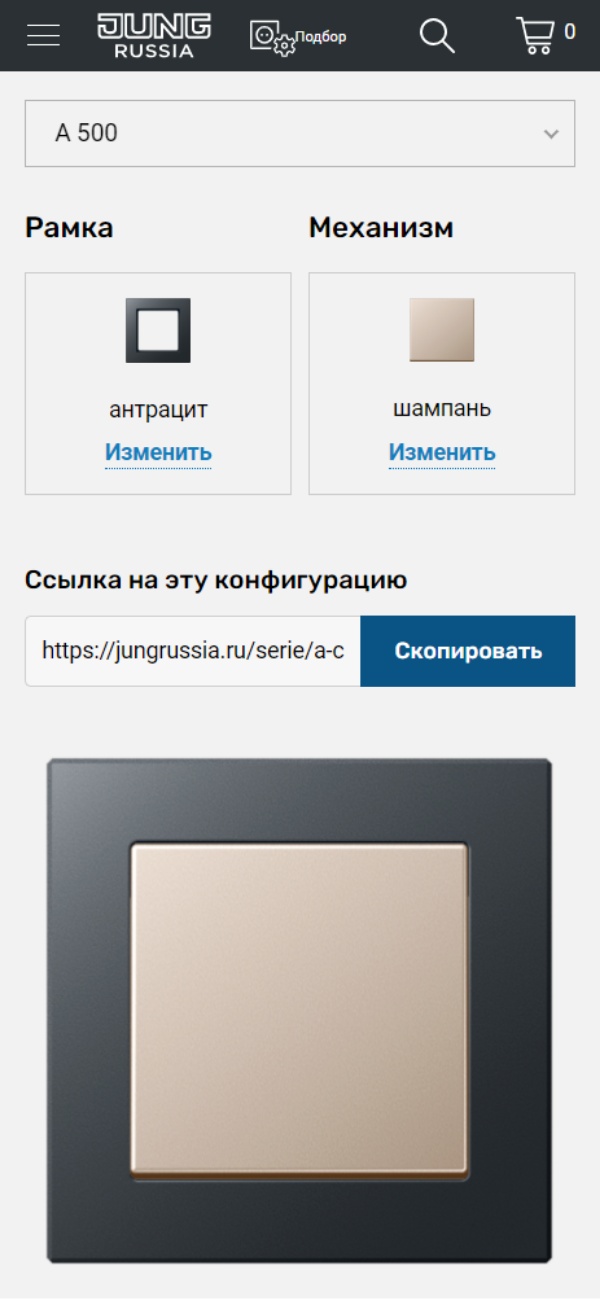 JUNG
RUSSIA
Подбор
0
A 500
Рамка
Механизм
антрацит
шампань
Изменить
Изменить
Ссылка на эту конфигурацию
https://jungrussia.ru/serie/a-c
Скопировать